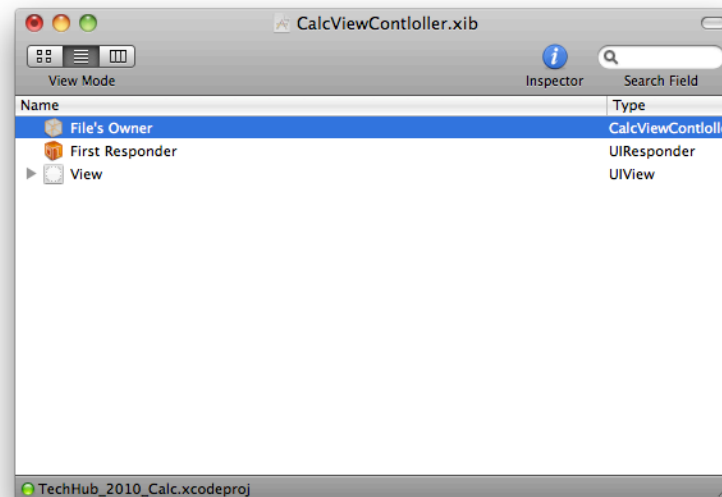 CalcViewContloller.xib
View Mode
Inspector
Search Field
Name
Type
File's Owner
CalcViewContlolle
First Responder
UIResponder
View
UIView
TechHub_2010_Calc.xcodeproj